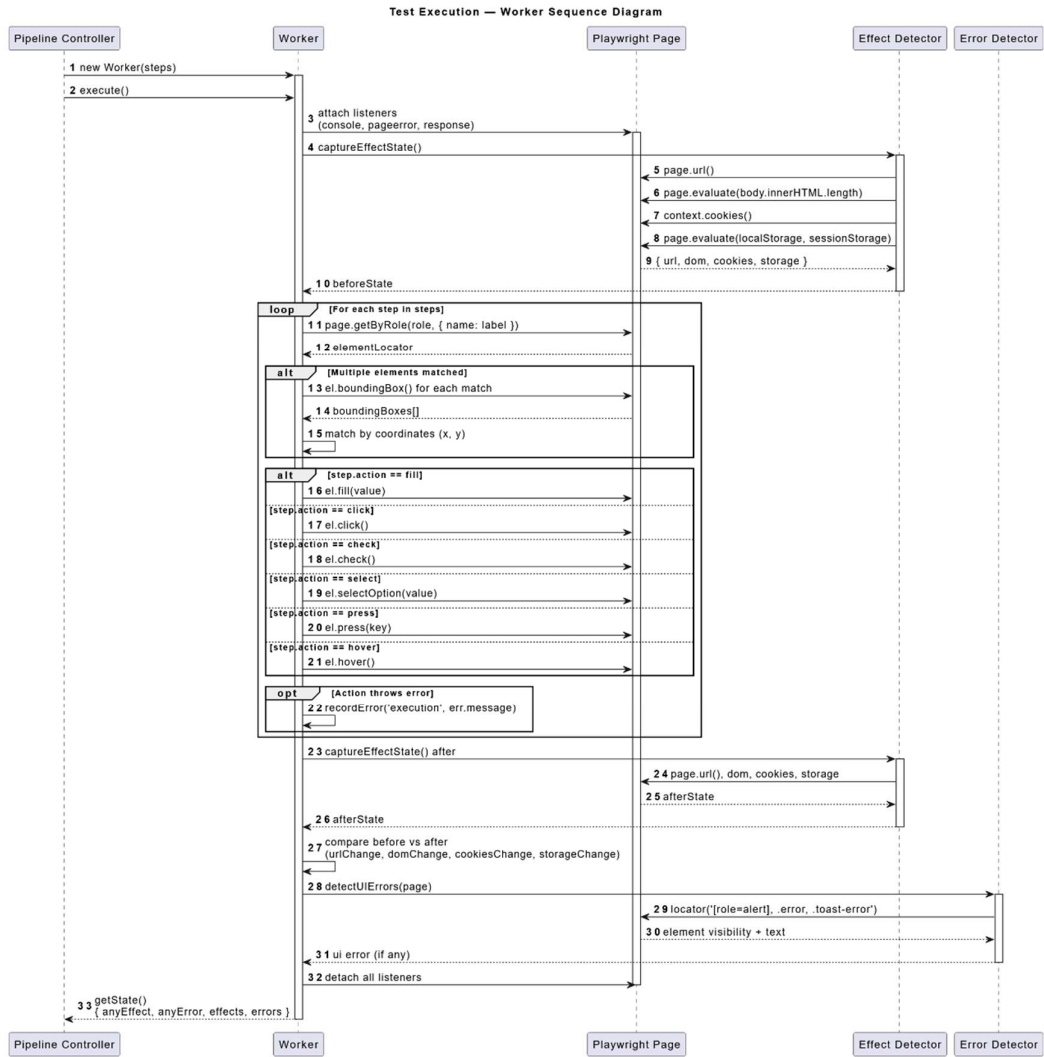 Test Execution — Worker Sequence Diagram
Pipeline Controller
Worker
Playwright Page
Effect Detector
Error Detector
1 new Worker(steps)
2 execute()
3 attach listeners
(console, pageerror, response)
4 captureEffectState()
5 page.url()
6 page.evaluate(body.innerHTML.length)
7 context.cookies()
8 page.evaluate(localStorage, sessionStorage)
9 { url, dom, cookies, storage }
10 beforeState
loop [For each step in steps]
11 page.getByRole(role, { name: label })
12 elementLocator
alt [Multiple elements matched]
13 el.boundingBox() for each match
14 boundingBoxes[]
15 match by coordinates (x, y)
alt [step.action == fill]
16 el.fill(value)
[step.action == click]
17 el.click()
[step.action == check]
18 el.check()
[step.action == select]
19 el.selectOption(value)
[step.action == press]
20 el.press(key)
[step.action == hover]
21 el.hover()
opt [Action throws error]
22 recordError('execution', err.message)
23 captureEffectState() after
24 page.url(), dom, cookies, storage
25 afterState
26 afterState
27 compare before vs after
(urlChange, domChange, cookiesChange, storageChange)
28 detectUIErrors(page)
29 locator('[role=alert], .error, .toast-error')
30 element visibility + text
31 ui error (if any)
32 detach all listeners
33 getState()
{ anyEffect, anyError, effects, errors }
Pipeline Controller
Worker
Playwright Page
Effect Detector
Error Detector